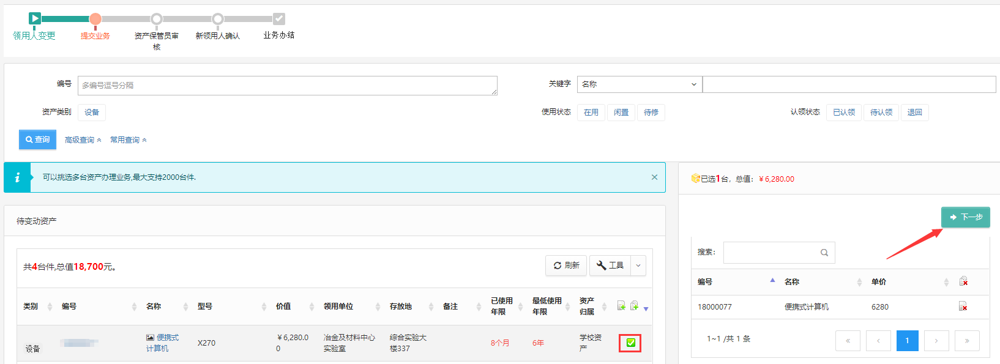 领用人变更
提交业务
资产保管员审
核
新领用人确认
业务办结
编号
多编号逗号分隔
关键字
名称
资产类别
设备
使用状态
在用
闲置
待修
认领状态
已认领
待认领
退回
查询
高级查询
常用查询
i
可以挑选多台资产办理业务,最大支持2000台件.
×
已选1台，总值：￥6,280.00
待变动资产
下一步
共4台件,总值18,700元。
刷新
工具
搜索：
类别
编号
名称
型号
价值
领用单位
存放地
备注
已使用
年限
最低使用
年限
资产
归属
设备
便携式
计算机
X270
￥6,280.0
0
冶金及材料中心
实验室
综合实验大
楼337
8个月
6年
学校资
产
编号
名称
单价
18000077
便携式计算机
6280
1~1 /共 1 条
«
‹
1
›
»